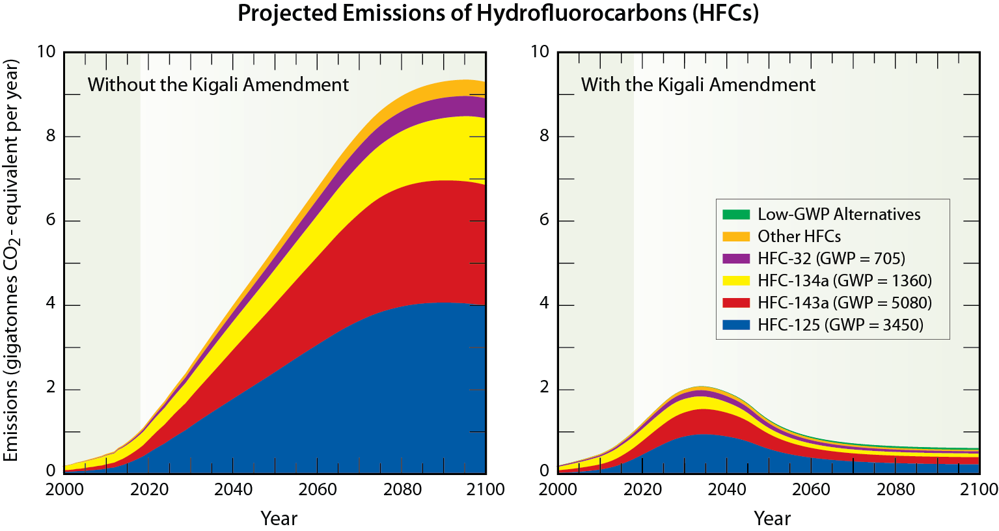 Projected Emissions of Hydrofluorocarbons (HFCs)
Emissions (gigatonnes CO2 - equivalent per year)
Without the Kigali Amendment
10
8
6
4
2
0
2000 2020 2040 2060 2080 2100
Year
With the Kigali Amendment
10
8
6
4
2
0
Low-GWP Alternatives
Other HFCs
HFC-32 (GWP = 705)
HFC-134a (GWP = 1360)
HFC-143a (GWP = 5080)
HFC-125 (GWP = 3450)
2000 2020 2040 2060 2080 2100
Year